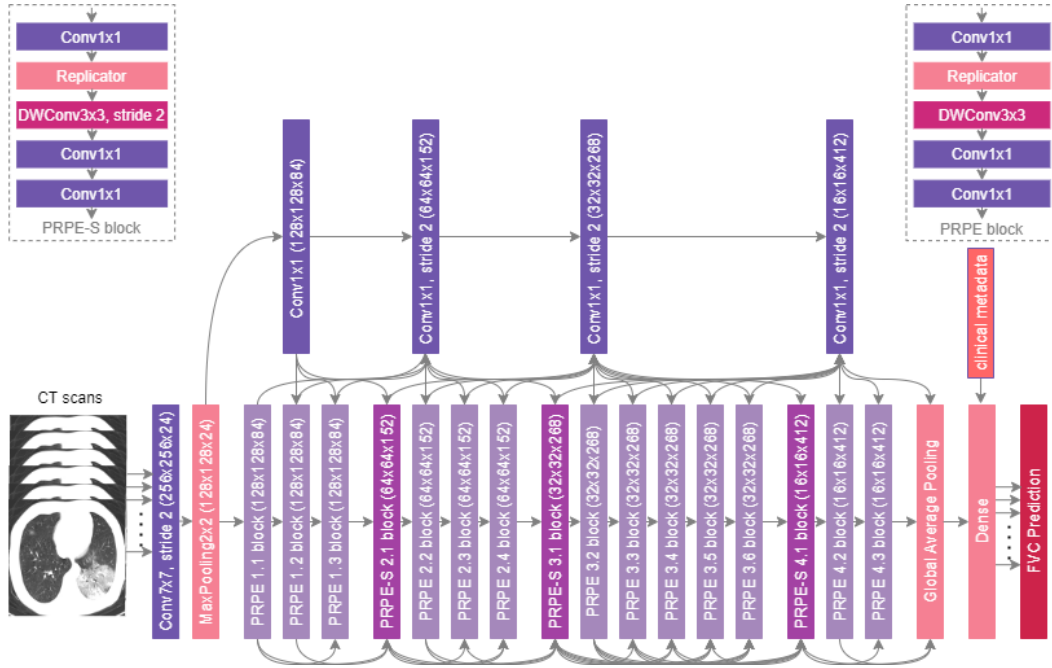 Conv1x1
Replicator
DWConv3x3, stride 2
Conv1x1
Conv1x1
PRPE-S block
Conv1x1
Replicator
DWConv3x3
Conv1x1
Conv1x1
PRPE block
Conv1x1 (128x128x84)
Conv1x1, stride 2 (64x64x152)
Conv1x1, stride 2 (32x32x268)
Conv1x1, stride 2 (16x16x412)
clinical metadata
CT scans
Conv7x7, stride 2 (256x256x24)
MaxPooling2x2 (128x128x24)
PRPE 1.1 block (128x128x84)
PRPE 1.2 block (128x128x84)
PRPE 1.3 block (128x128x84)
PRPE-S 2.1 block (64x64x152)
PRPE 2.2 block (64x64x152)
PRPE 2.3 block (64x64x152)
PRPE 2.4 block (64x64x152)
PRPE-S 3.1 block (32x32x268)
PRPE 3.2 block (32x32x268)
PRPE 3.3 block (32x32x268)
PRPE 3.4 block (32x32x268)
PRPE 3.5 block (32x32x268)
PRPE 3.6 block (32x32x268)
PRPE-S 4.1 block (16x16x412)
PRPE 4.2 block (16x16x412)
PRPE 4.3 block (16x16x412)
Global Average Pooling
Dense
FVC Prediction